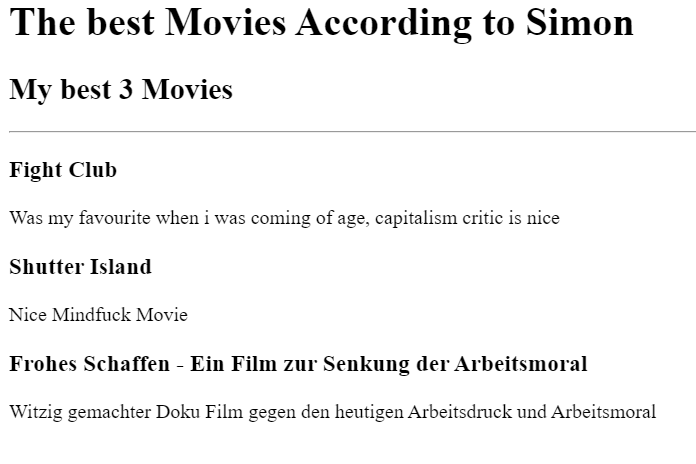 The best Movies According to Simon
My best 3 Movies
Fight Club
Was my favourite when i was coming of age, capitalism critic is nice
Shutter Island
Nice Mindfuck Movie
Frohes Schaffen - Ein Film zur Senkung der Arbeitsmoral
Witzig gemachter Doku Film gegen den heutigen Arbeitsdruck und Arbeitsmoral